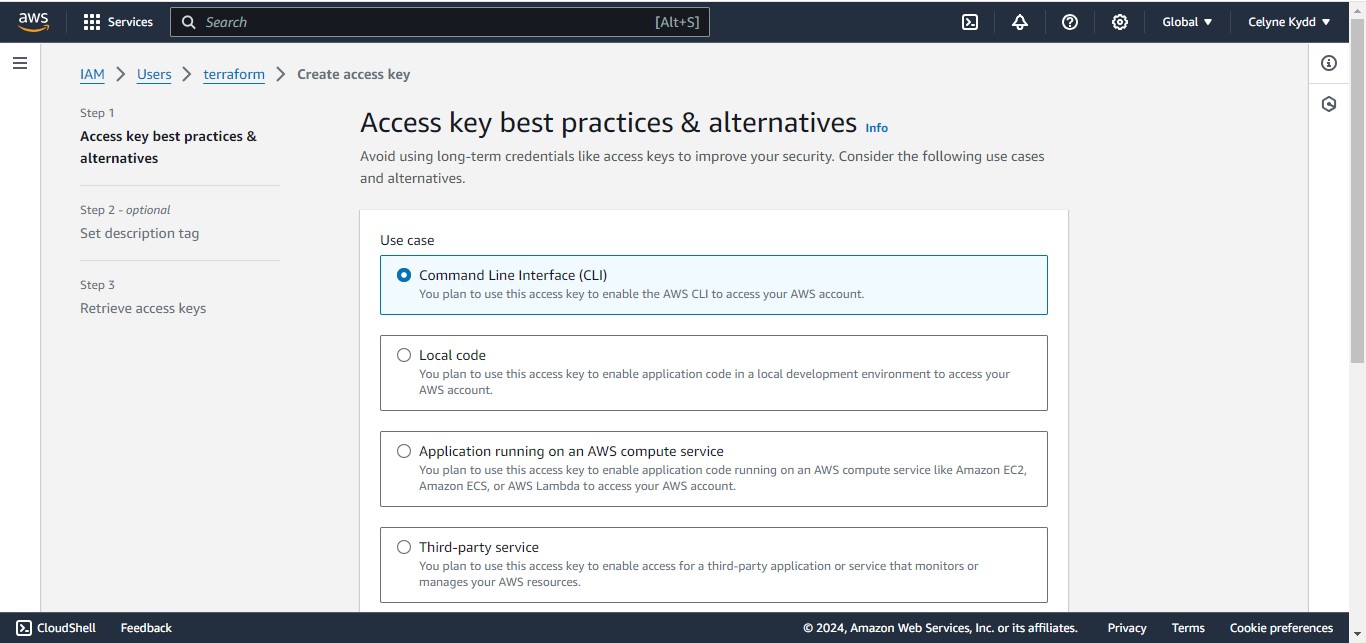 aws
Services
Search
[Alt+S]
Global
Celyne Kydd
IAM
Users
terraform
Create access key
Step 1
Access key best practices &
alternatives
Step 2 - optional
Set description tag
Step 3
Retrieve access keys
Access key best practices & alternatives Info
Avoid using long-term credentials like access keys to improve your security. Consider the following use cases
and alternatives.
Use case
Command Line Interface (CLI)
You plan to use this access key to enable the AWS CLI to access your AWS account.
Local code
You plan to use this access key to enable application code in a local development environment to access your
AWS account.
Application running on an AWS compute service
You plan to use this access key to enable application code running on an AWS compute service like Amazon EC2,
Amazon ECS, or AWS Lambda to access your AWS account.
Third-party service
You plan to use this access key to enable access for a third-party application or service that monitors or
manages your AWS resources.
CloudShell
Feedback
© 2024, Amazon Web Services, Inc. or its affiliates.
Privacy
Terms
Cookie preferences